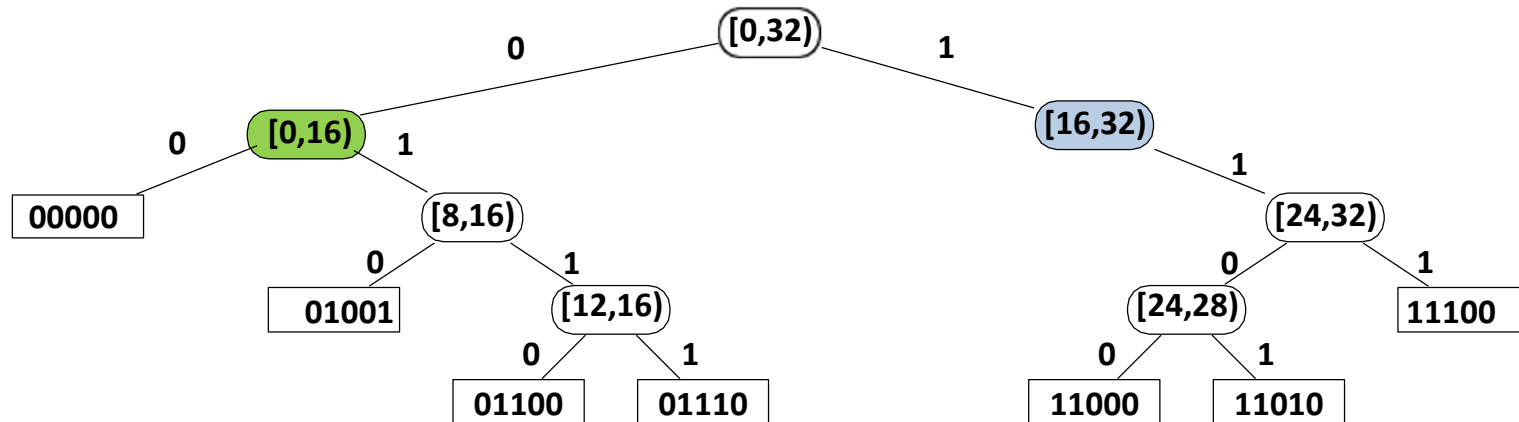 [0,32)
0 1
[0,16) [16,32)
0 1 1
00000 [8,16) [24,32)
0 1 0 1
01001 [12,16) [24,28) 11100
0 1 0 1
01100 01110 11000 11010